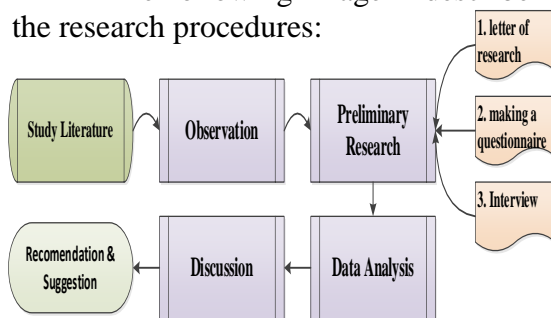 the research procedures:
1. letter of
research
Study Literature
Observation
Preliminary
Research
2. making a
questionnaire
3. Interview
Recomendation &
Suggestion
Discussion
Data Analysis